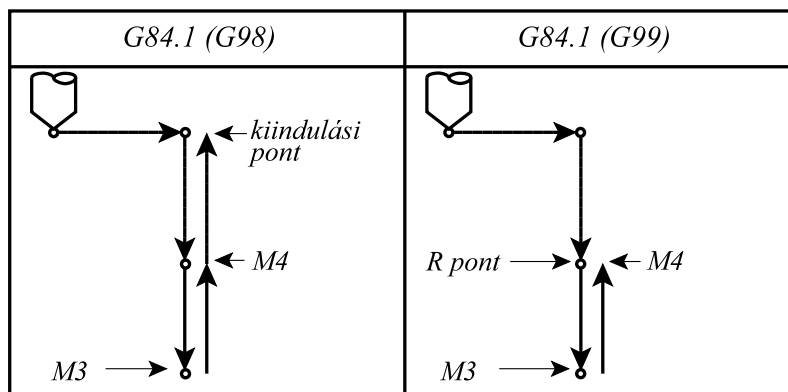 G84.1 (G98)
G84.1 (G99)
kiindulási
pont
M4
M3
R pont
M4
M3